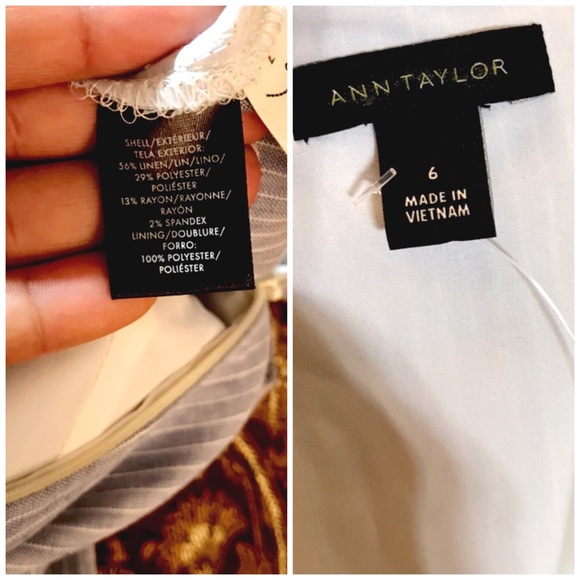 SHELL/EXTÉRIEUR/
TELA EXTERIOR:
56% LINEN/LIN/LINO/
29% POLYESTER/
POLIÉSTER
13% RAYON/RAYONNE/
RAYÓN
2% SPANDEX
LINING/DOUBLURE/
FORRO:
100% POLYESTER/
POLIÉSTER
ANN TAYLOR
6
MADE IN
VIETNAM